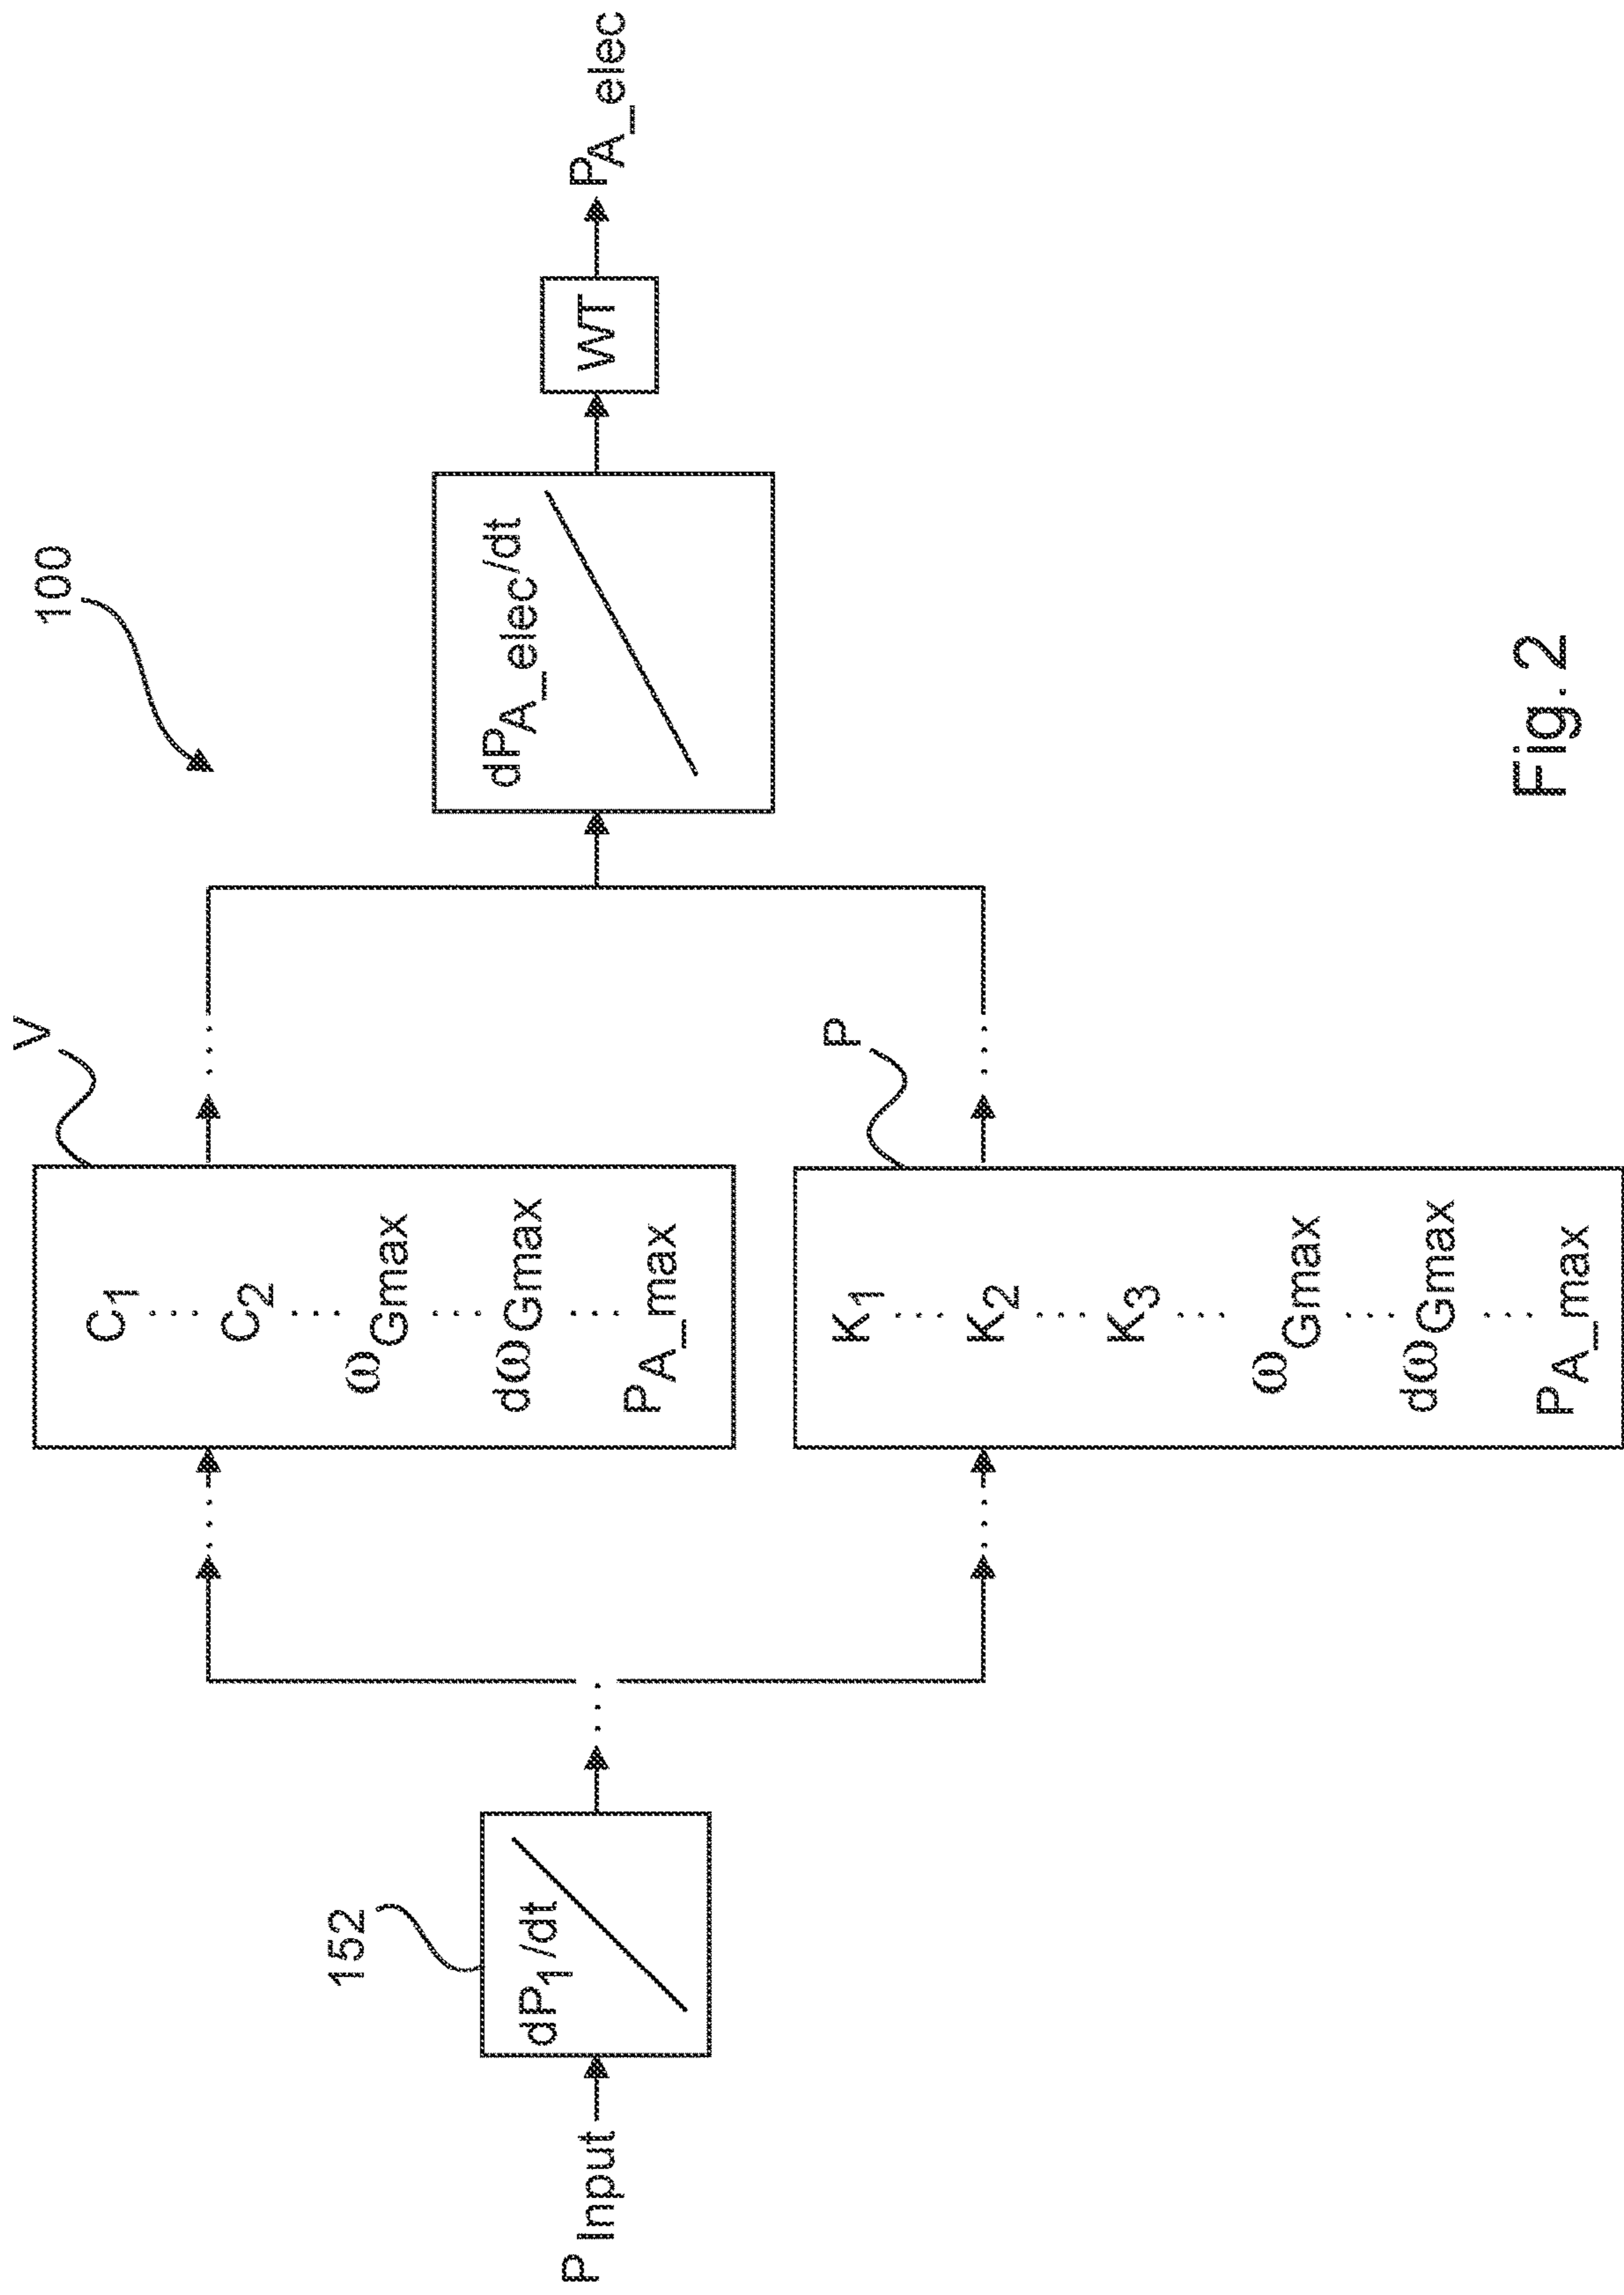 100
V
C1
C2
ωGmax
dωGmax
PA_max
152
P Input
dP1/dt
dPA_elec/dt
WT
PA_elec
P
K1
K2
K3
ωGmax
dωGmax
PA_max
Fig. 2